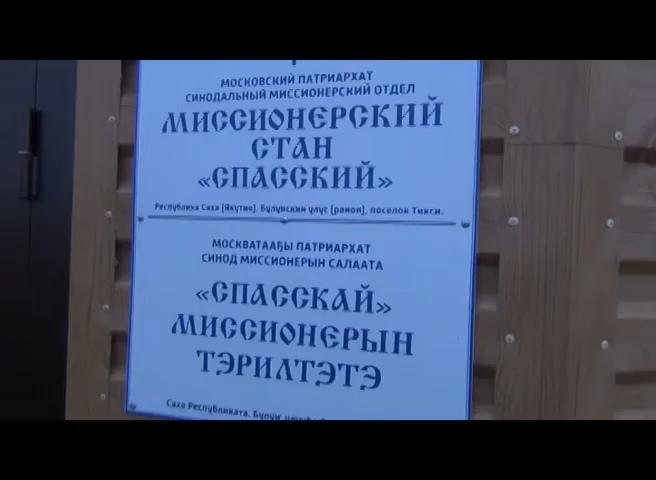 МОСКОВСКИЙ ПАТРИАРХАТ
СИНОДАЛЬНЫЙ МИССИОНЕРСКИЙ ОТДЕЛ
МИССИОНЕРСКИЙ
СТАН
«СПАССКИЙ»
Республика Саха (Якутия). Булунский улус (район), поселок Тикси.
МОСКВАТААҔЫ ПАТРИАРХАТ
СИНОД МИССИОНЕРЫН САЛААТА
«СПАССКАЙ»
МИССИОНЕРЫН
ТЭРИЛТЭТЭ
Саха Республиката. Булуҥ